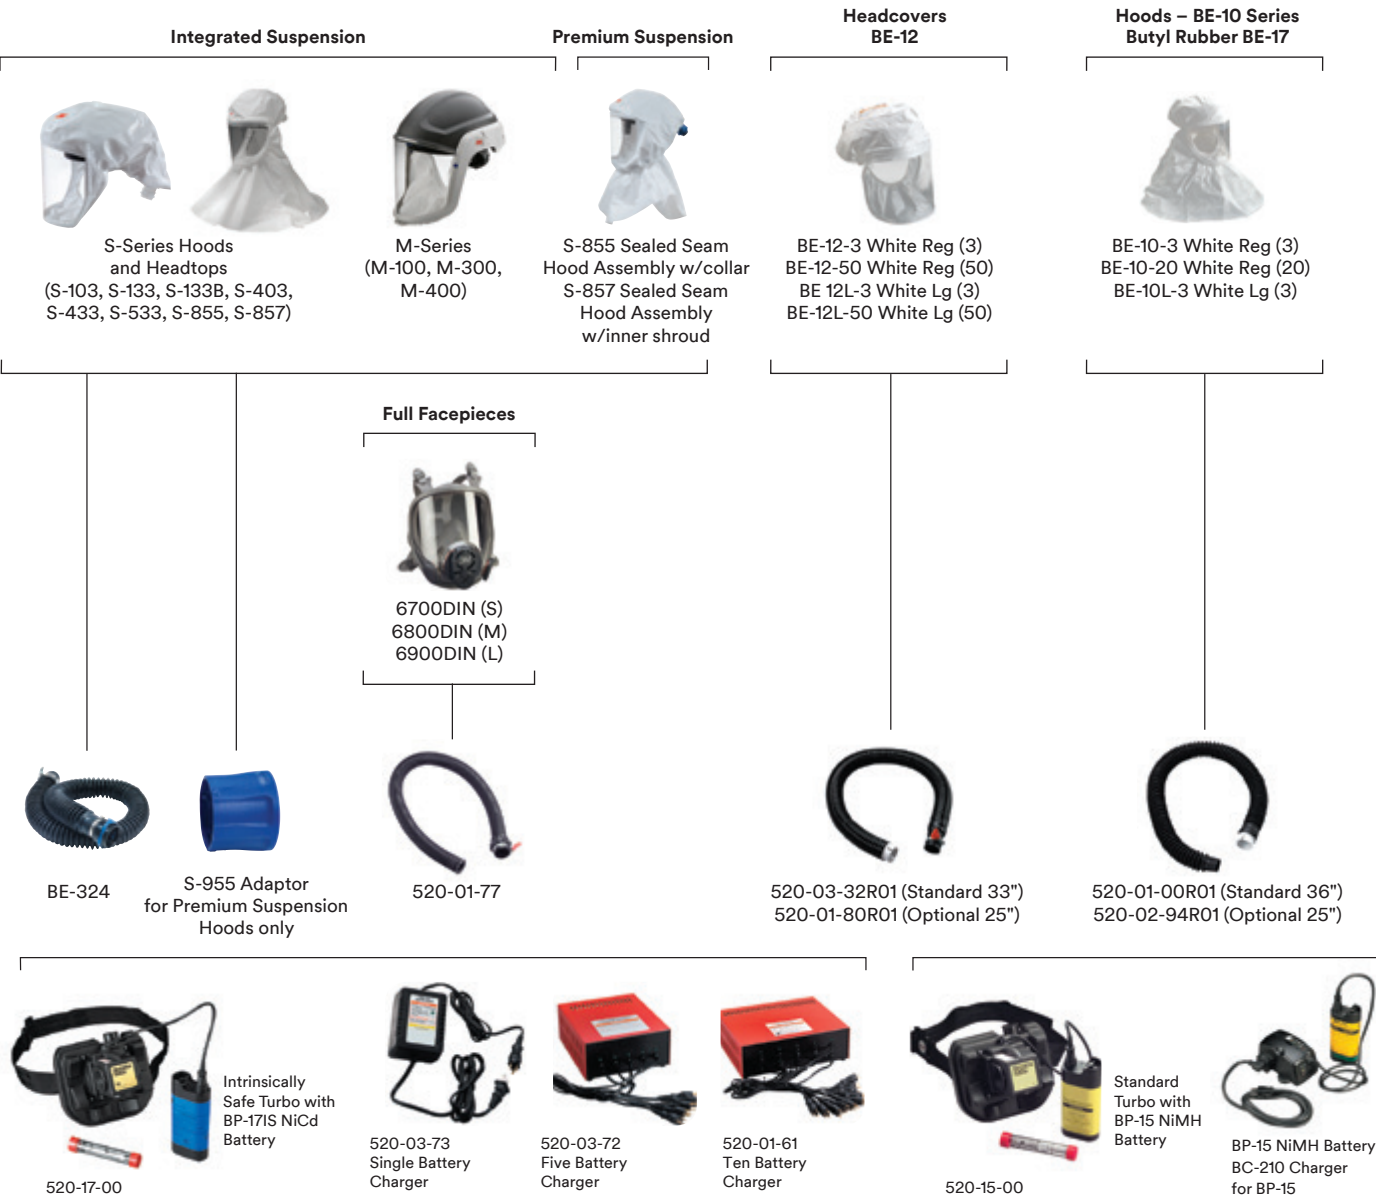 Integrated Suspension
Premium Suspension
Headcovers
BE-12
Hoods – BE-10 Series
Butyl Rubber BE-17
S-Series Hoods
and Headtops
(S-103, S-133, S-133B, S-403,
S-433, S-533, S-855, S-857)
M-Series
(M-100, M-300,
M-400)
S-855 Sealed Seam
Hood Assembly w/collar
S-857 Sealed Seam
Hood Assembly
w/inner shroud
BE-12-3 White Reg (3)
BE-12-50 White Reg (50)
BE 12L-3 White Lg (3)
BE-12L-50 White Lg (50)
BE-10-3 White Reg (3)
BE-10-20 White Reg (20)
BE-10L-3 White Lg (3)
Full Facepieces
6700DIN (S)
6800DIN (M)
6900DIN (L)
BE-324
S-955 Adaptor
for Premium Suspension
Hoods only
520-01-77
520-03-32R01 (Standard 33")
520-01-80R01 (Optional 25")
520-01-00R01 (Standard 36")
520-02-94R01 (Optional 25")
Intrinsically
Safe Turbo with
BP-17IS NiCd
Battery
520-17-00
520-03-73
Single Battery
Charger
520-03-72
Five Battery
Charger
520-01-61
Ten Battery
Charger
Standard
Turbo with
BP-15 NiMH
Battery
520-15-00
BP-15 NiMH Battery
BC-210 Charger
for BP-15